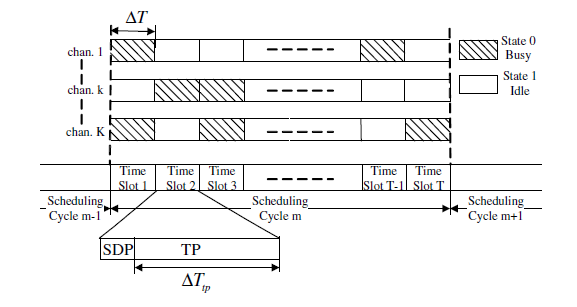 ΔT
chan. 1
State 0
Busy
chan. k
State 1
Idle
chan. K
Time Slot 1
Time Slot 2
Time Slot 3
Time Slot T-1
Time Slot T
Scheduling Cycle m-1
Scheduling Cycle m
Scheduling Cycle m+1
SDP
TP
ΔT_tp